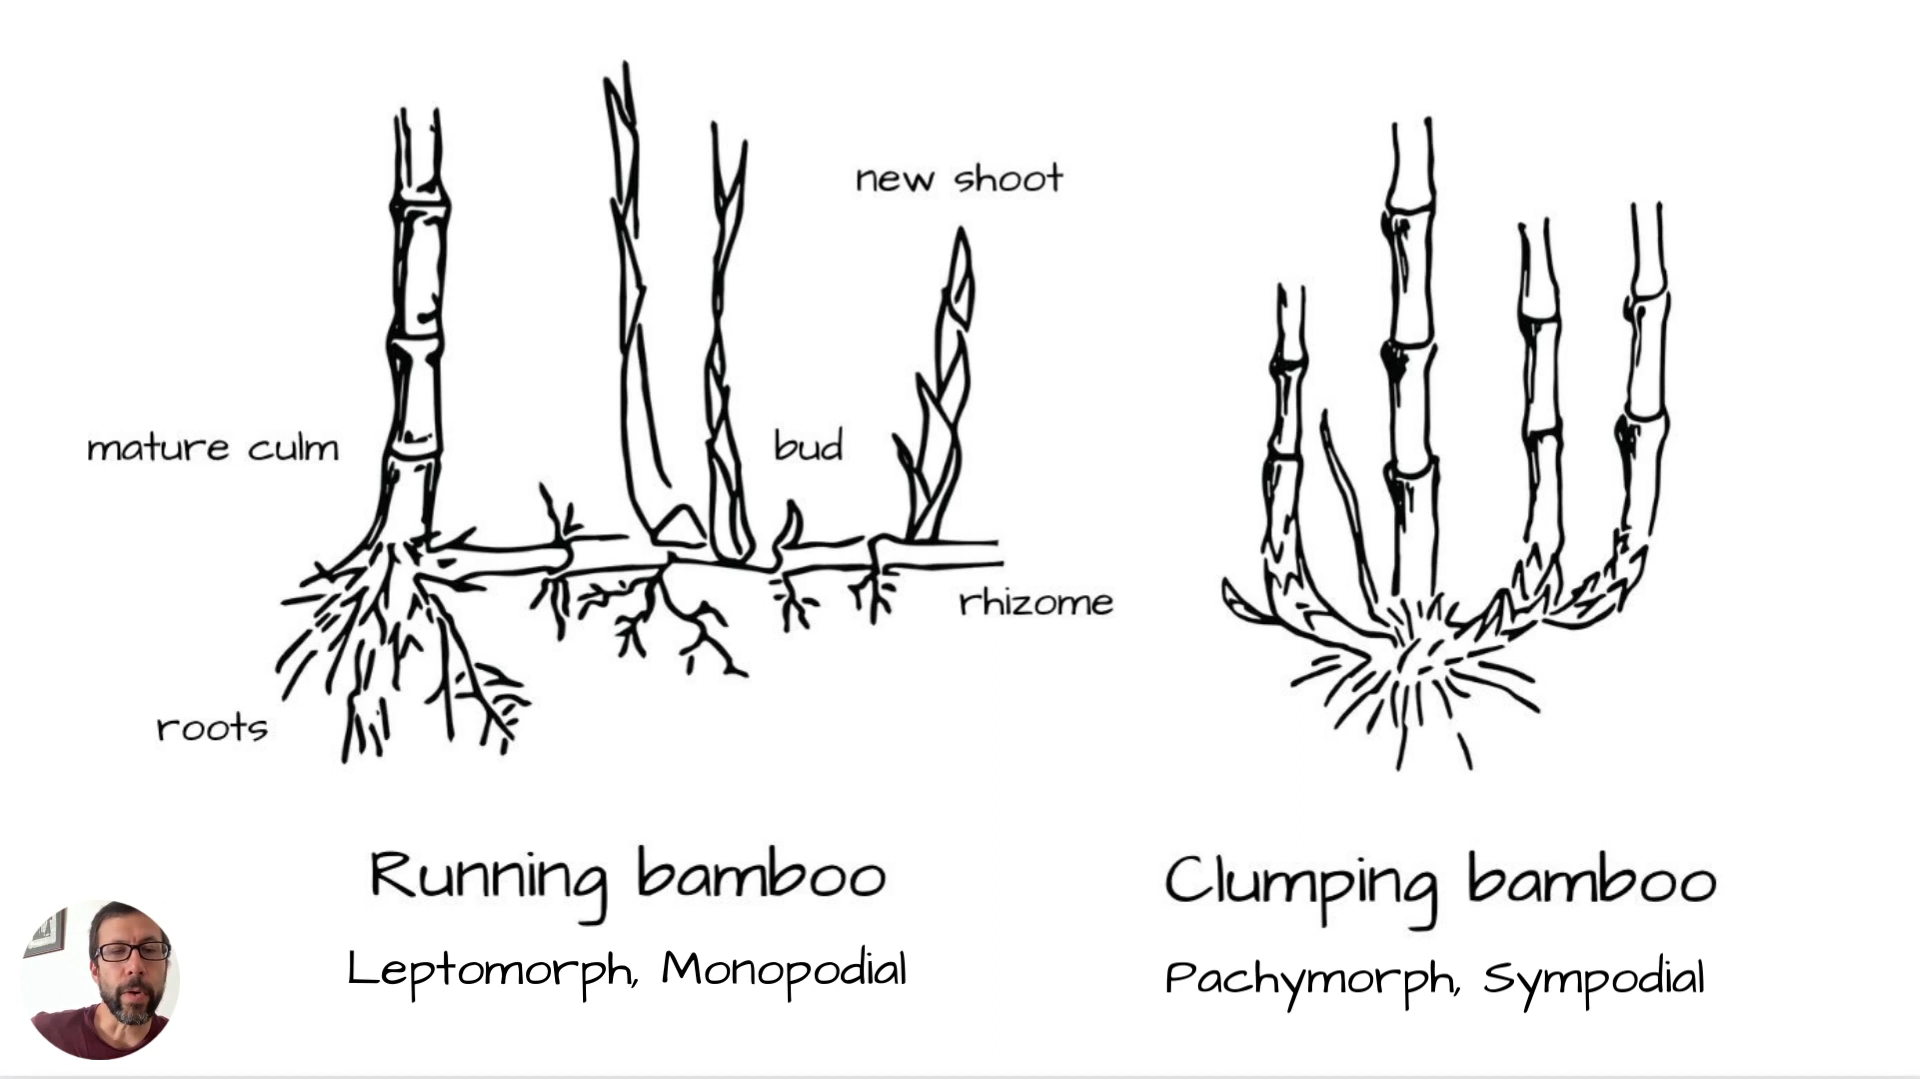 new shoot
mature culm
bud
rhizome
roots
Running bamboo
Leptomorph, Monopodial
Clumping bamboo
Pachymorph, Sympodial